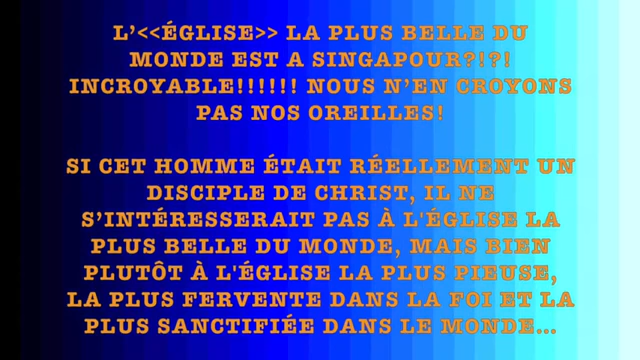 L’<<ÉGLISE>> LA PLUS BELLE DU
MONDE EST A SINGAPOUR?!?!
INCROYABLE!!!!!! NOUS N’EN CROYONS
PAS NOS OREILLES!
SI CET HOMME ÉTAIT RÉELLEMENT UN
DISCIPLE DE CHRIST, IL NE
S’INTÉRESSERAIT PAS À L'ÉGLISE LA
PLUS BELLE DU MONDE, MAIS BIEN
PLUTÔT À L'ÉGLISE LA PLUS PIEUSE,
LA PLUS FERVENTE DANS LA FOI ET LA
PLUS SANCTIFIÉE DANS LE MONDE...